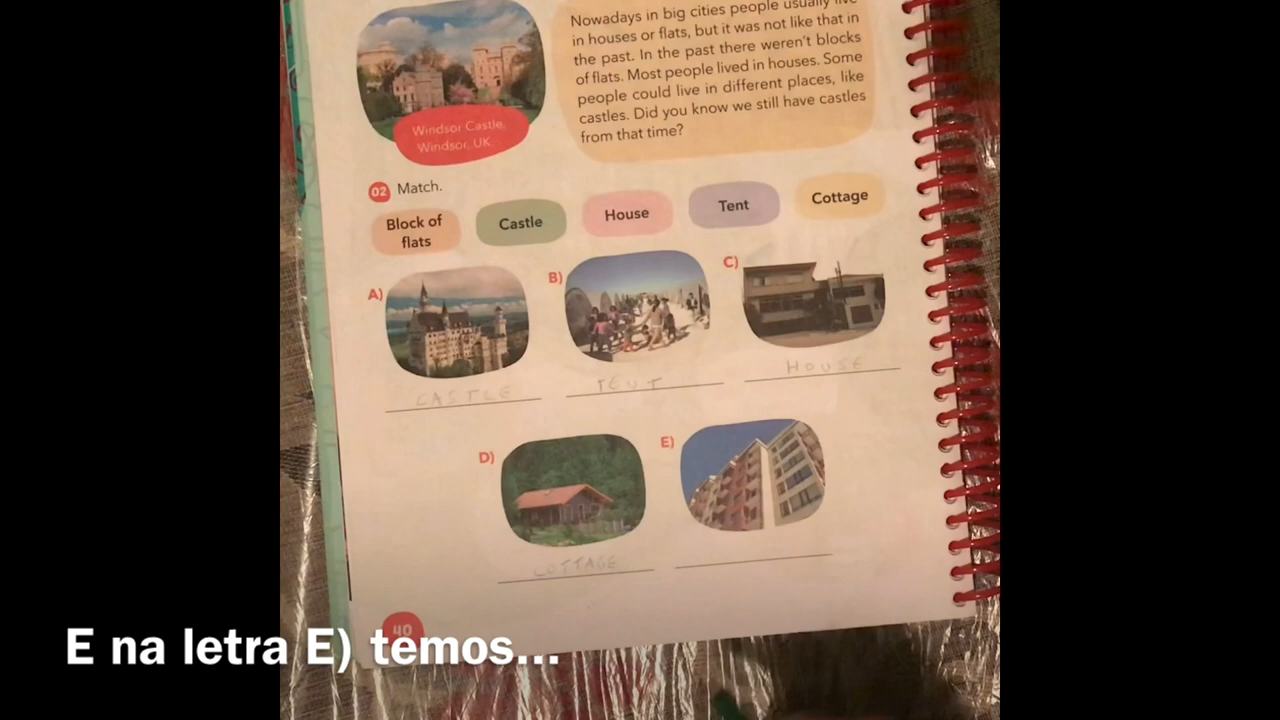 Nowadays in big cities people usually live
in houses or flats, but it was not like that in
the past. In the past there weren't blocks
of flats. Most people lived in houses. Some
people could live in different places, like
castles. Did you know we still have castles
from that time?
Windsor Castle,
Windsor, UK.
02 Match.
Block of
flats
Castle
House
Tent
Cottage
A)
B)
C)
CASTLE
TENT
HOUSE
D)
E)
COTTAGE
40
E na letra E) temos...